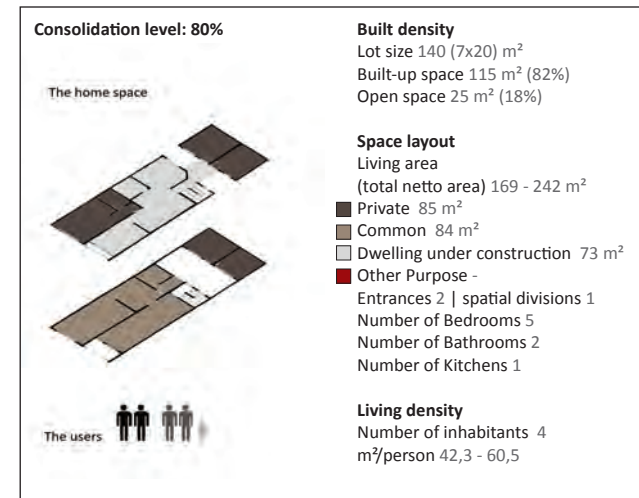 Consolidation level: 80%
The home space
The users
Built density
Lot size 140 (7x20) m²
Built-up space 115 m² (82%)
Open space 25 m² (18%)
Space layout
Living area
(total netto area) 169 - 242 m²
Private 85 m²
Common 84 m²
Dwelling under construction 73 m²
Other Purpose -
Entrances 2 | spatial divisions 1
Number of Bedrooms 5
Number of Bathrooms 2
Number of Kitchens 1
Living density
Number of inhabitants 4
m²/person 42,3 - 60,5